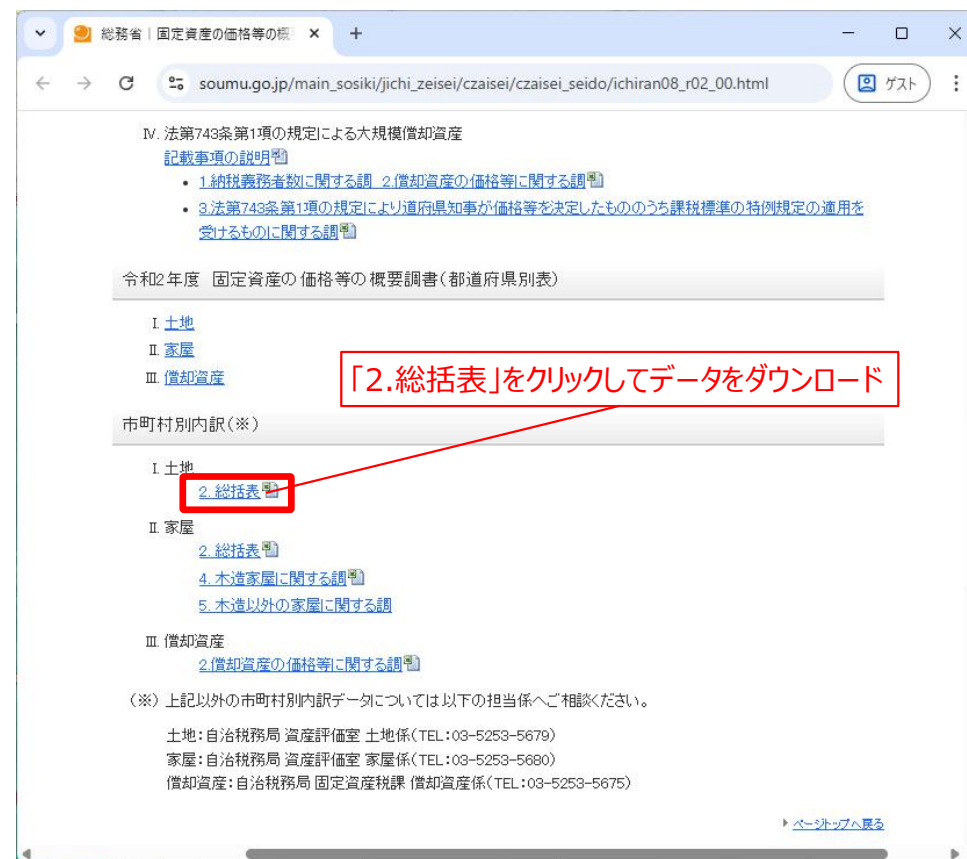 総務省｜固定資産の価格等の概
soumu.go.jp/main_sosiki/jichi_zeisei/czaisei/czaisei_seido/ichiran08_r02_00.html
ゲスト
Ⅳ. 法第743条第1項の規定による大規模償却資産
記載事項の説明
• 1.納税義務者数に関する調 2.償却資産の価格等に関する調
• 3.法第743条第1項の規定により道府県知事が価格等を決定したもののうち課税標準の特例規定の適用を
受けるものに関する調
令和2年度 固定資産の価格等の概要調書(都道府県別表)
Ⅰ. 土地
Ⅱ. 家屋
Ⅲ. 償却資産
「2.総括表」をクリックしてデータをダウンロード
市町村別内訳(※)
Ⅰ. 土地
2. 総括表
Ⅱ. 家屋
2. 総括表
4. 木造家屋に関する調
5. 木造以外の家屋に関する調
Ⅲ. 償却資産
2.償却資産の価格等に関する調
(※) 上記以外の市町村別内訳データについては以下の担当係へご相談ください。
土地:自治税務局 資産評価室 土地係(TEL:03-5253-5679)
家屋:自治税務局 資産評価室 家屋係(TEL:03-5253-5680)
償却資産:自治税務局 固定資産税課 償却資産係(TEL:03-5253-5675)
ページトップへ戻る